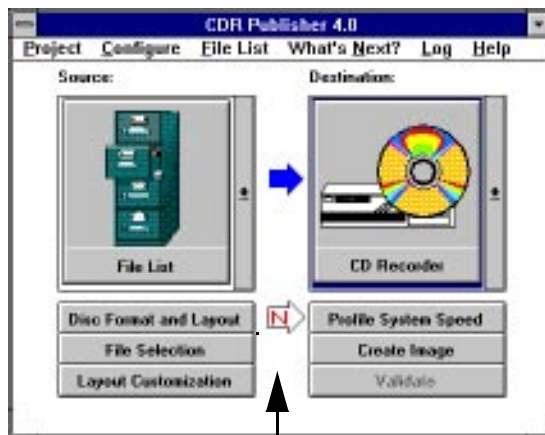 CDR Publisher 4.0
Project Configure File List What's Next? Log Help
Source: Destination:
File List CD Recorder
Disc Format and Layout N Profile System Speed
File Selection Create Image
Layout Customization Validate